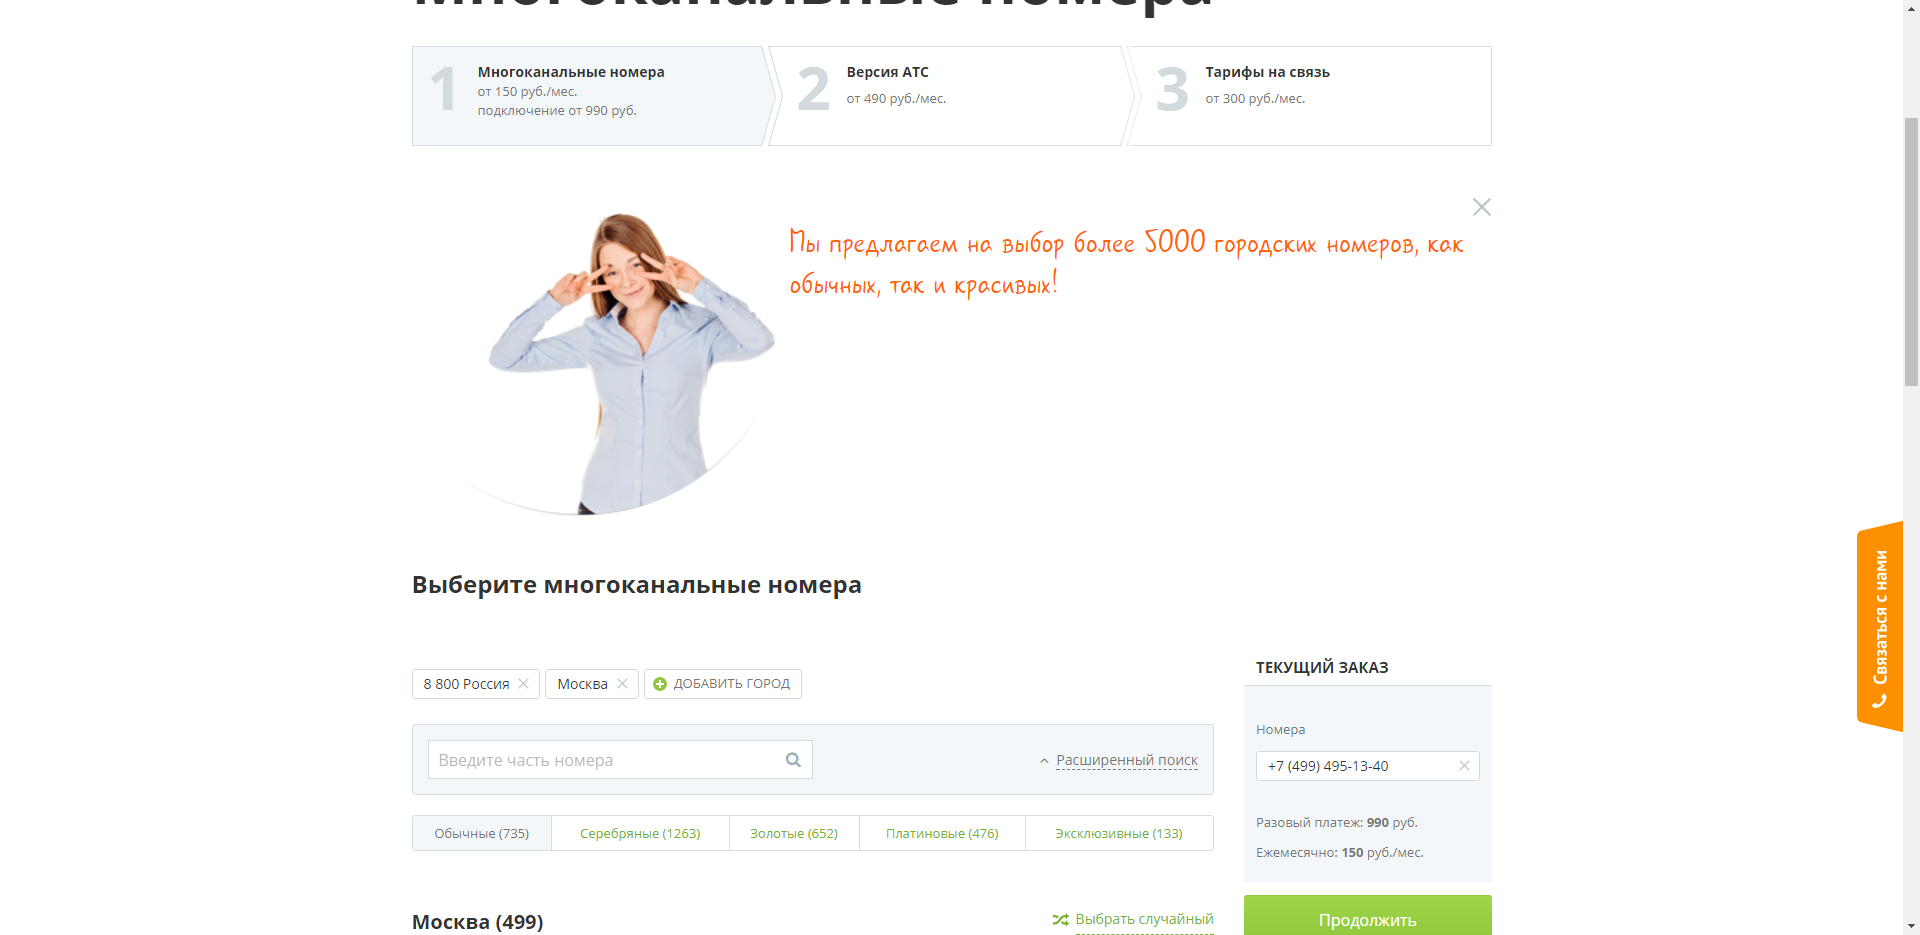 Многоканальные номера
1
Многоканальные номера
от 150 руб./мес.
подключение от 990 руб.
2
Версия АТС
от 490 руб./мес.
3
Тарифы на связь
от 300 руб./мес.
Мы предлагаем на выбор более 5000 городских номеров, как
обычных, так и красивых!
Связаться с нами
Выберите многоканальные номера
8 800 Россия
Москва
ДОБАВИТЬ ГОРОД
Введите часть номера
Расширенный поиск
Обычные (735)
Серебряные (1263)
Золотые (652)
Платиновые (476)
Эксклюзивные (133)
Москва (499)
Выбрать случайный
ТЕКУЩИЙ ЗАКАЗ
Номера
+7 (499) 495-13-40
Разовый платеж: 990 руб.
Ежемесячно: 150 руб./мес.
Продолжить